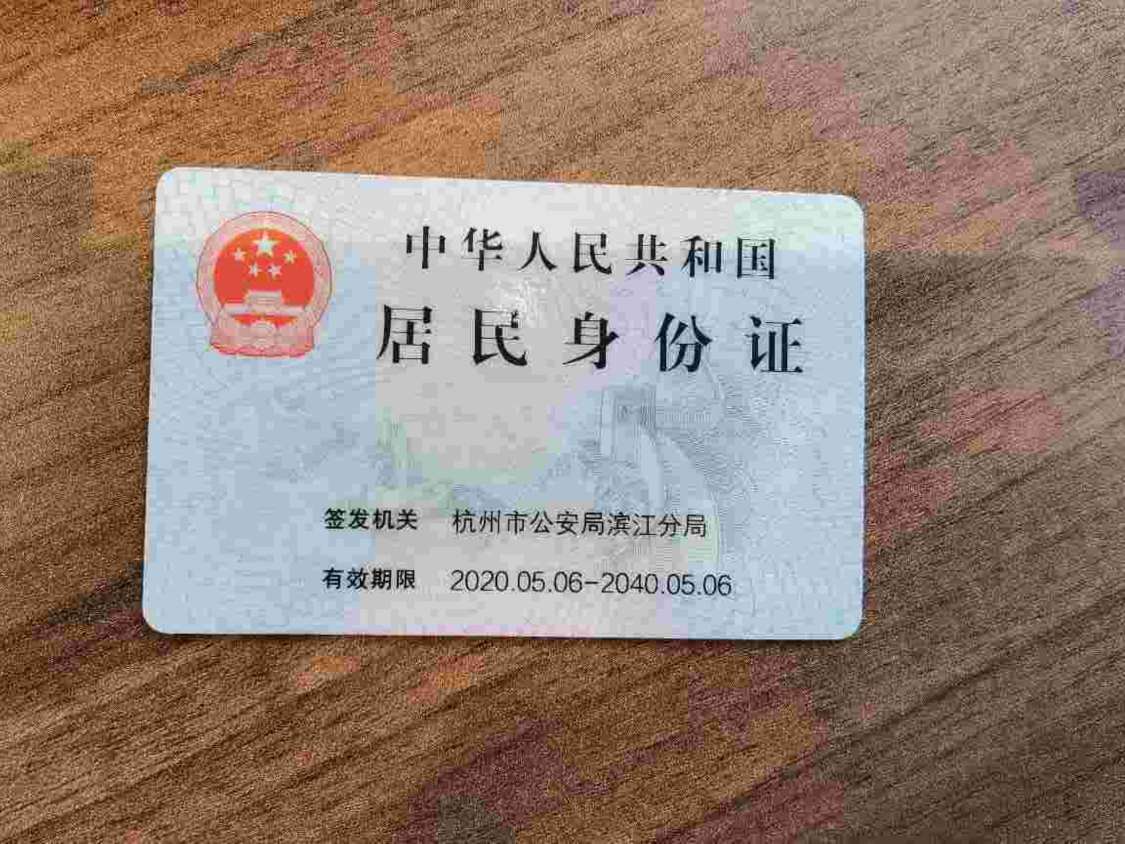 中华人民共和国
居民身份证
签发机关 杭州市公安局滨江分局
有效期限 2020.05.06-2040.05.06